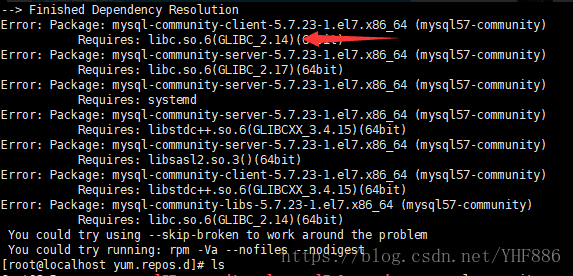 --> Finished Dependency Resolution
Error: Package: mysql-community-client-5.7.23-1.el7.x86_64 (mysql57-community)
Requires: libc.so.6(GLIBC_2.14)(64bit)
Error: Package: mysql-community-server-5.7.23-1.el7.x86_64 (mysql57-community)
Requires: libc.so.6(GLIBC_2.17)(64bit)
Error: Package: mysql-community-server-5.7.23-1.el7.x86_64 (mysql57-community)
Requires: systemd
Error: Package: mysql-community-server-5.7.23-1.el7.x86_64 (mysql57-community)
Requires: libstdc++.so.6(GLIBCXX_3.4.15)(64bit)
Error: Package: mysql-community-server-5.7.23-1.el7.x86_64 (mysql57-community)
Requires: libsasl2.so.3()(64bit)
Error: Package: mysql-community-client-5.7.23-1.el7.x86_64 (mysql57-community)
Requires: libstdc++.so.6(GLIBCXX_3.4.15)(64bit)
Error: Package: mysql-community-libs-5.7.23-1.el7.x86_64 (mysql57-community)
Requires: libc.so.6(GLIBC_2.14)(64bit)
You could try using --skip-broken to work around the problem
You could try running: rpm -Va --nofiles --nodigest
https://blog.csdn.net/YHF886
[root@localhost yum.repos.d]# ls